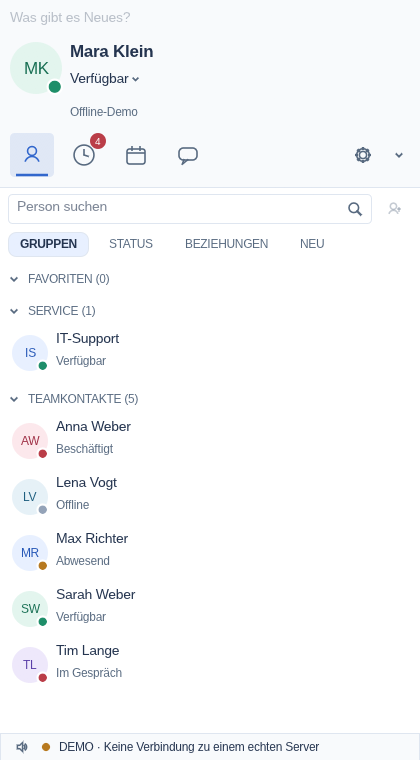 Was gibt es Neues?
MK
Mara Klein
Verfügbar
Offline-Demo
4
Person suchen
GRUPPEN STATUS BEZIEHUNGEN NEU
FAVORITEN (0)
SERVICE (1)
IS
IT-Support
Verfügbar
TEAMKONTAKTE (5)
AW
Anna Weber
Beschäftigt
LV
Lena Vogt
Offline
MR
Max Richter
Abwesend
SW
Sarah Weber
Verfügbar
TL
Tim Lange
Im Gespräch
DEMO · Keine Verbindung zu einem echten Server